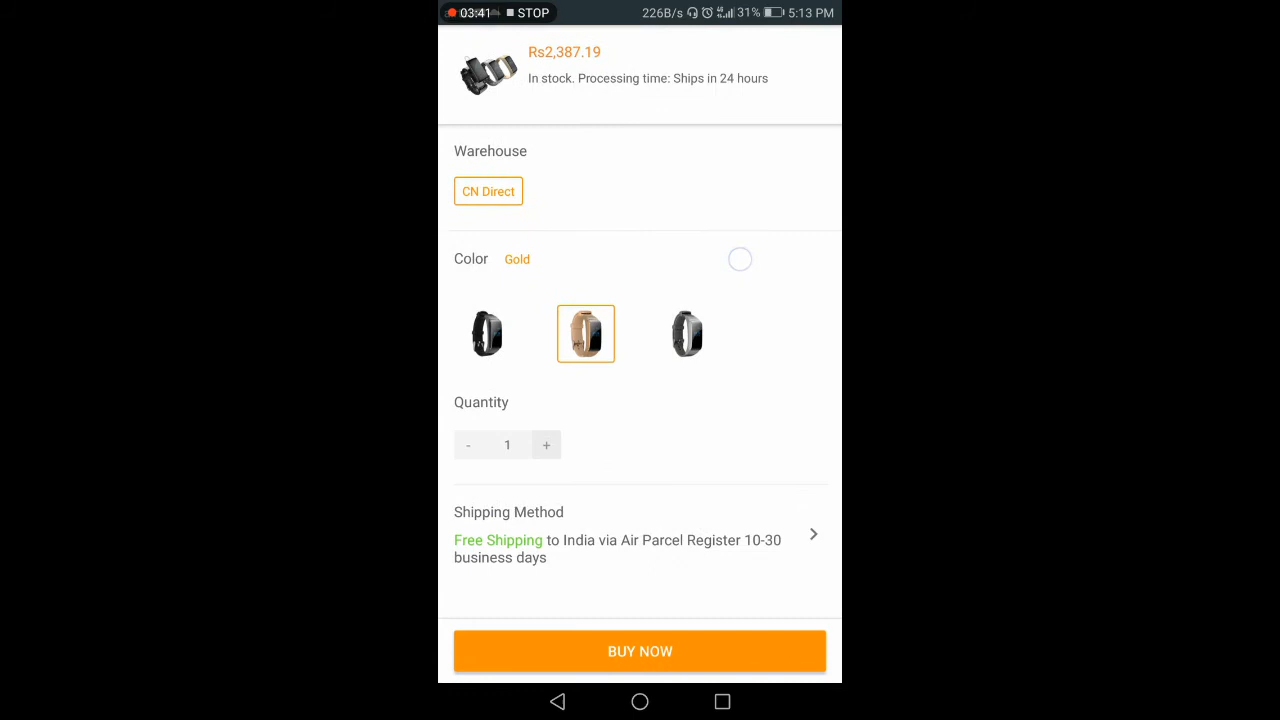 03:41 STOP 226B/s 31% 5:13 PM
Rs2,387.19
In stock. Processing time: Ships in 24 hours
Warehouse
CN Direct
Color Gold
Quantity
- 1 +
Shipping Method
Free Shipping to India via Air Parcel Register 10-30
business days
BUY NOW